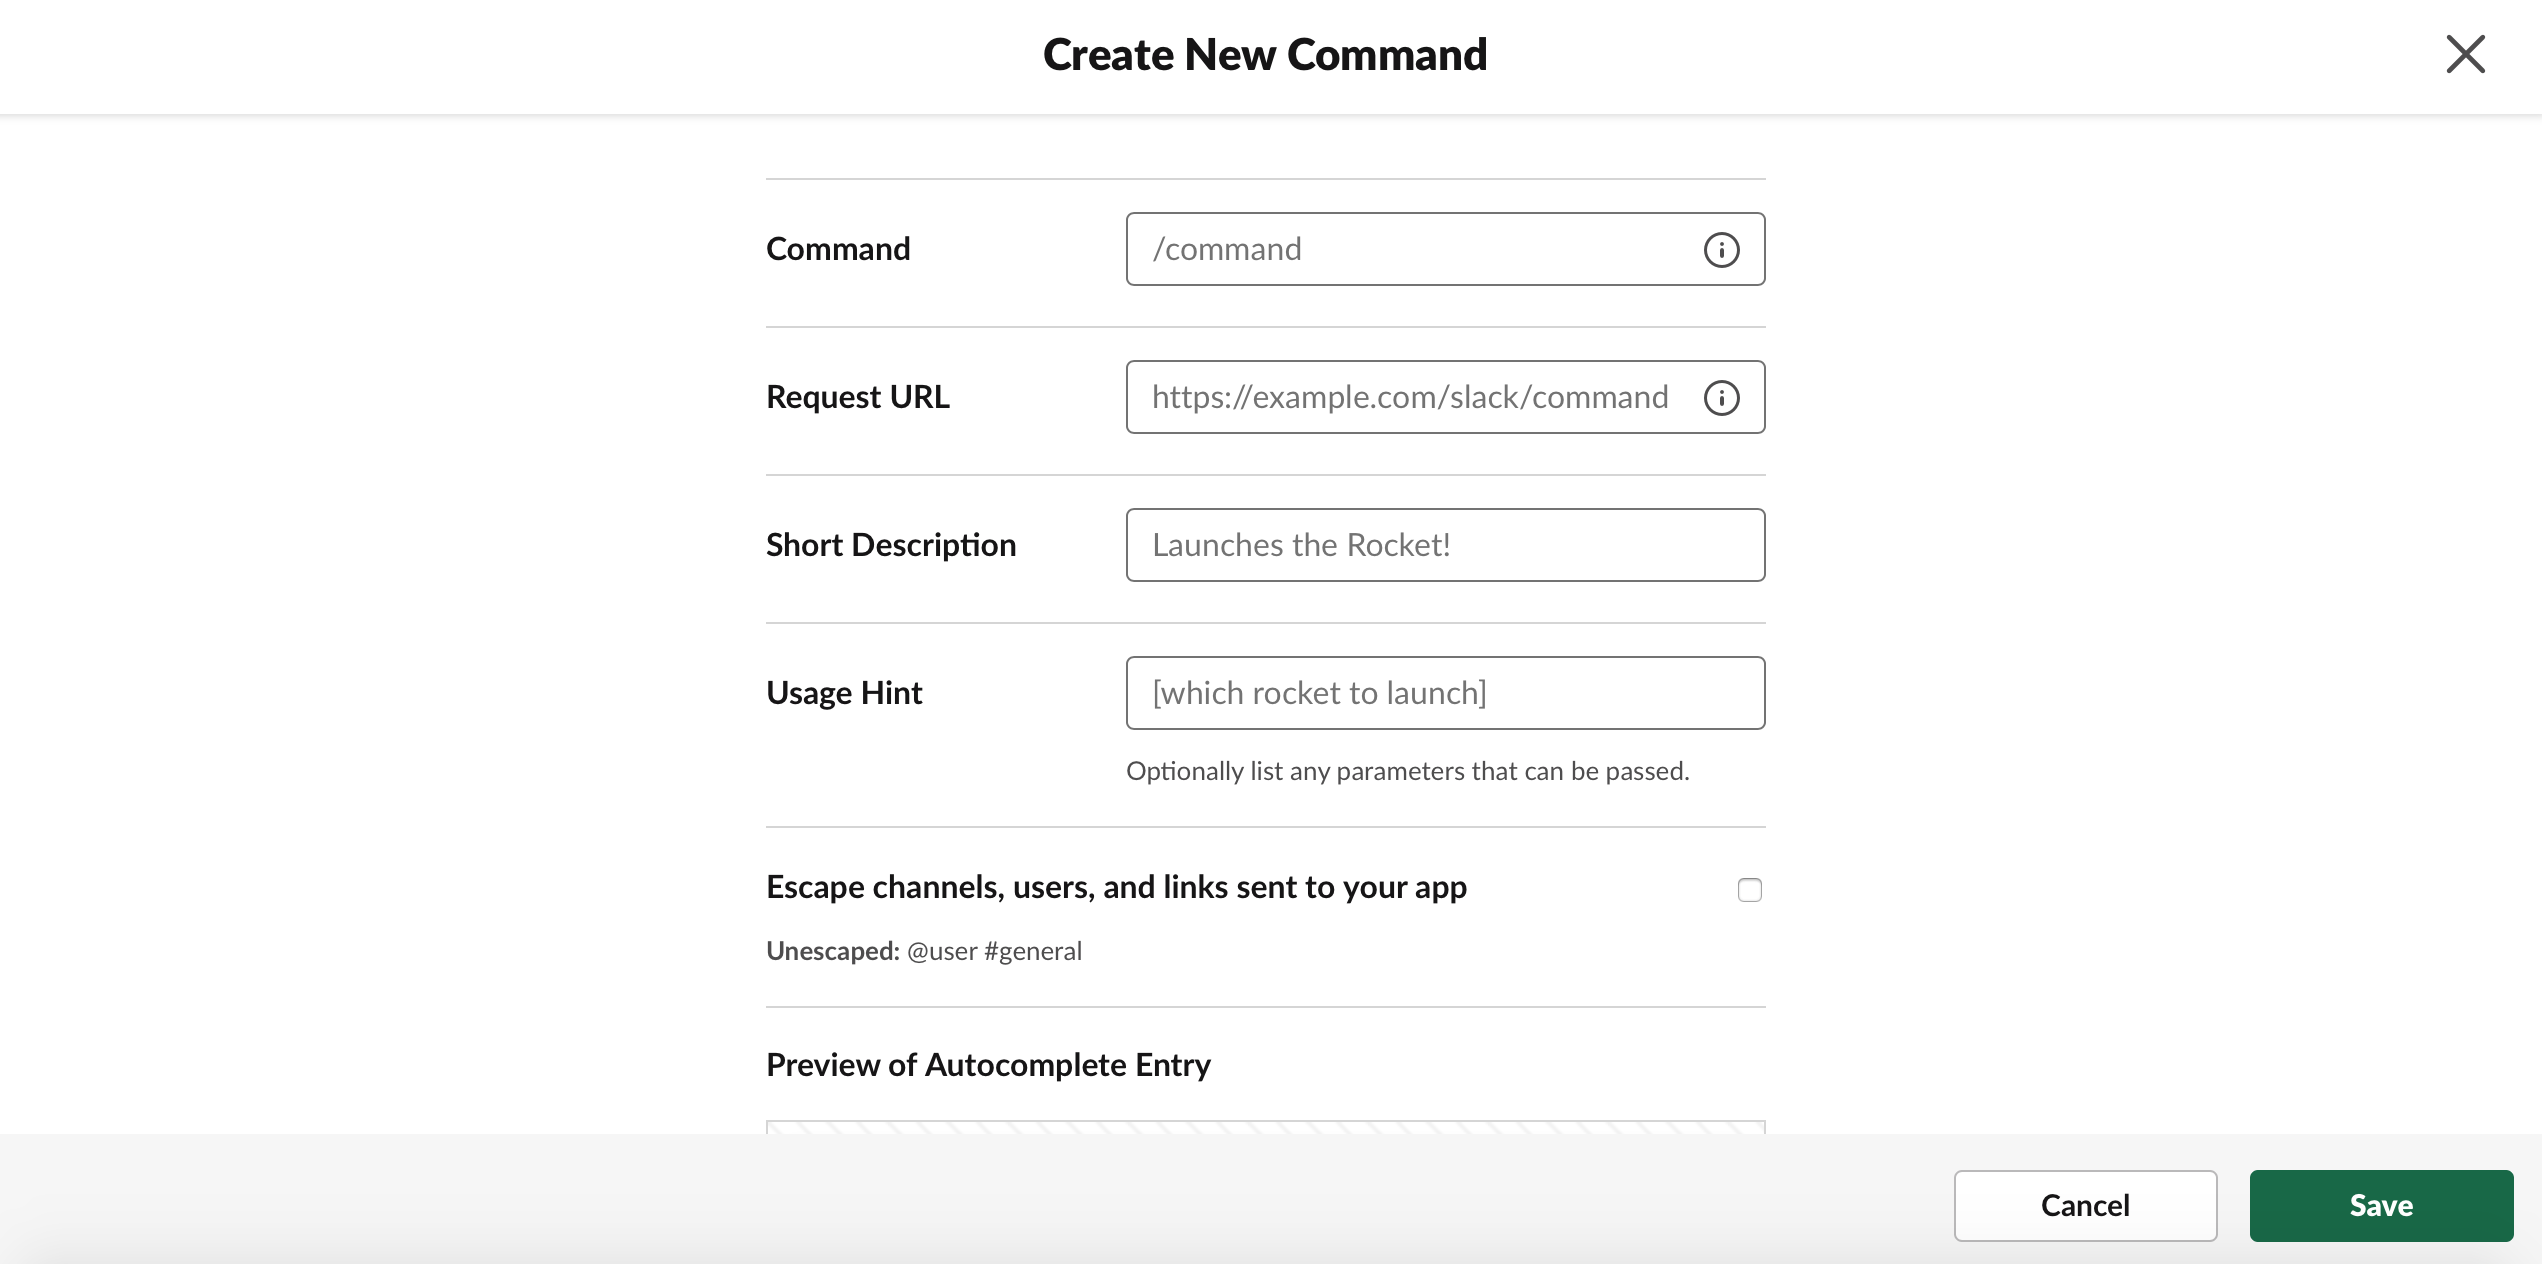 Create New Command
Command
/command
Request URL
https://example.com/slack/command
Short Description
Launches the Rocket!
Usage Hint
[which rocket to launch]
Optionally list any parameters that can be passed.
Escape channels, users, and links sent to your app
Unescaped: @user #general
Preview of Autocomplete Entry
Cancel
Save